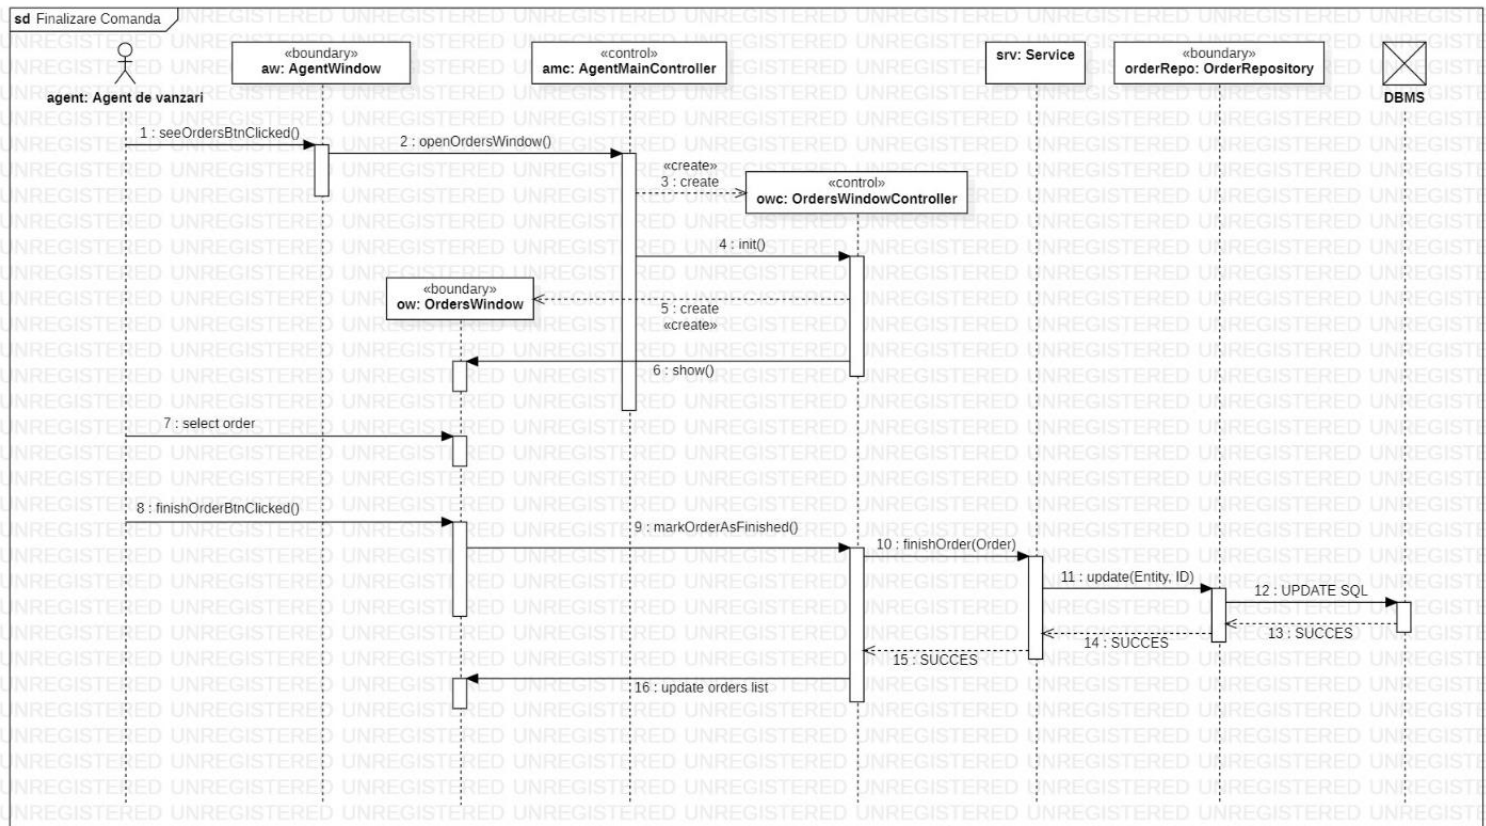 sd Finalizare Comanda
«boundary»
aw: AgentWindow
«control»
amc: AgentMainController
srv: Service
«boundary»
orderRepo: OrderRepository
agent: Agent de vanzari
DBMS
1 : seeOrdersBtnClicked()
2 : openOrdersWindow()
«create»
3 : create
«control»
owc: OrdersWindowController
4 : init()
«boundary»
ow: OrdersWindow
5 : create
«create»
6 : show()
7 : select order
8 : finishOrderBtnClicked()
9 : markOrderAsFinished()
10 : finishOrder(Order)
11 : update(Entity, ID)
12 : UPDATE SQL
13 : SUCCES
14 : SUCCES
15 : SUCCES
16 : update orders list
UNREGISTERED